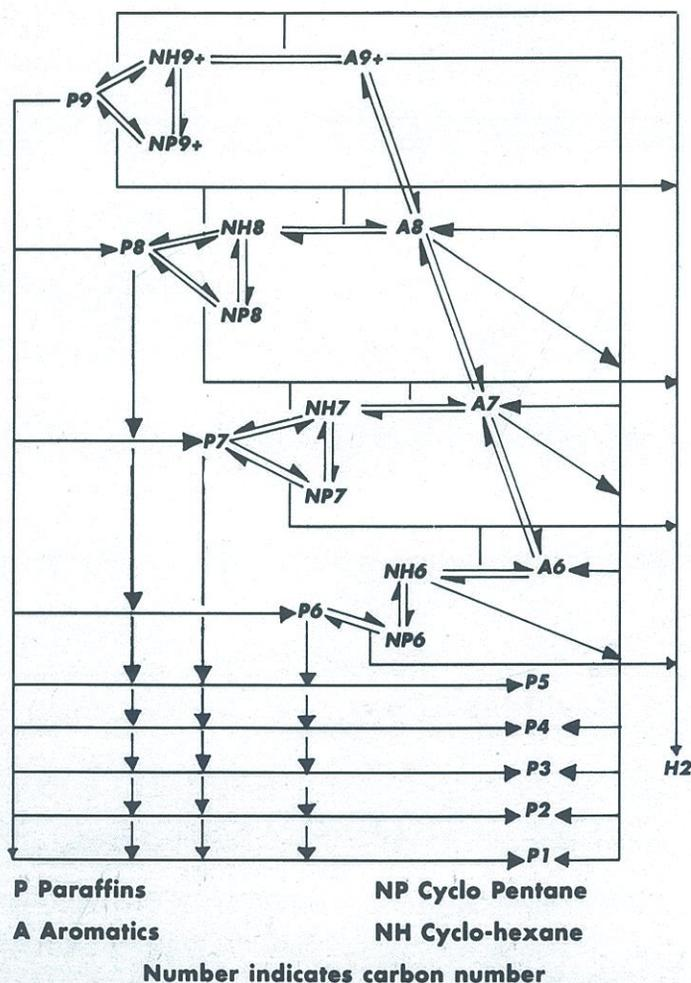 NH9+ A9+
P9
NP9+
NH8 A8
P8
NP8
NH7 A7
P7
NP7
NH6 A6
P6
NP6
P5
P4
P3 H2
P2
P1
P Paraffins NP Cyclo Pentane
A Aromatics NH Cyclo-hexane
Number indicates carbon number